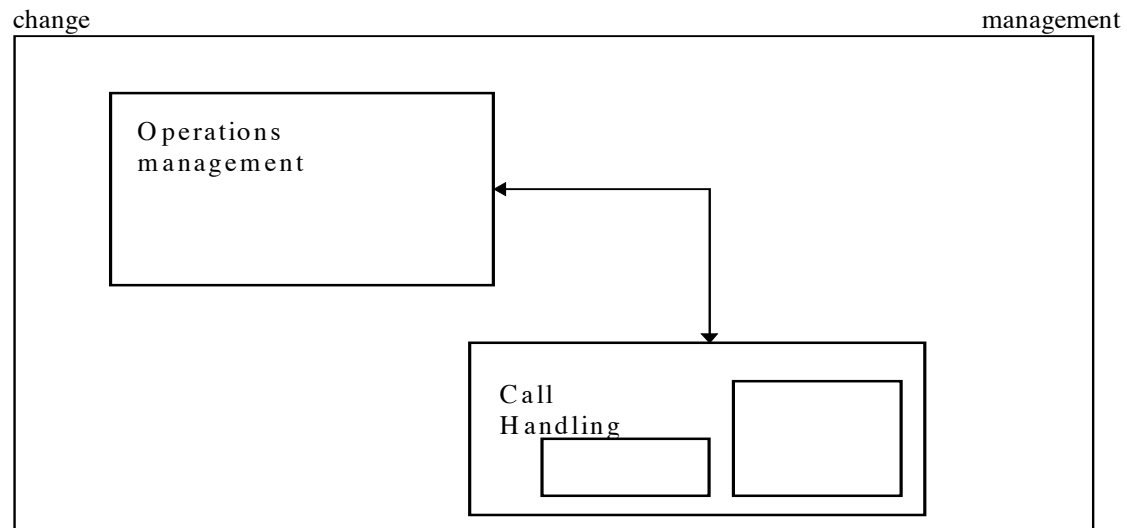 change management
Operations
management
Call
Handling